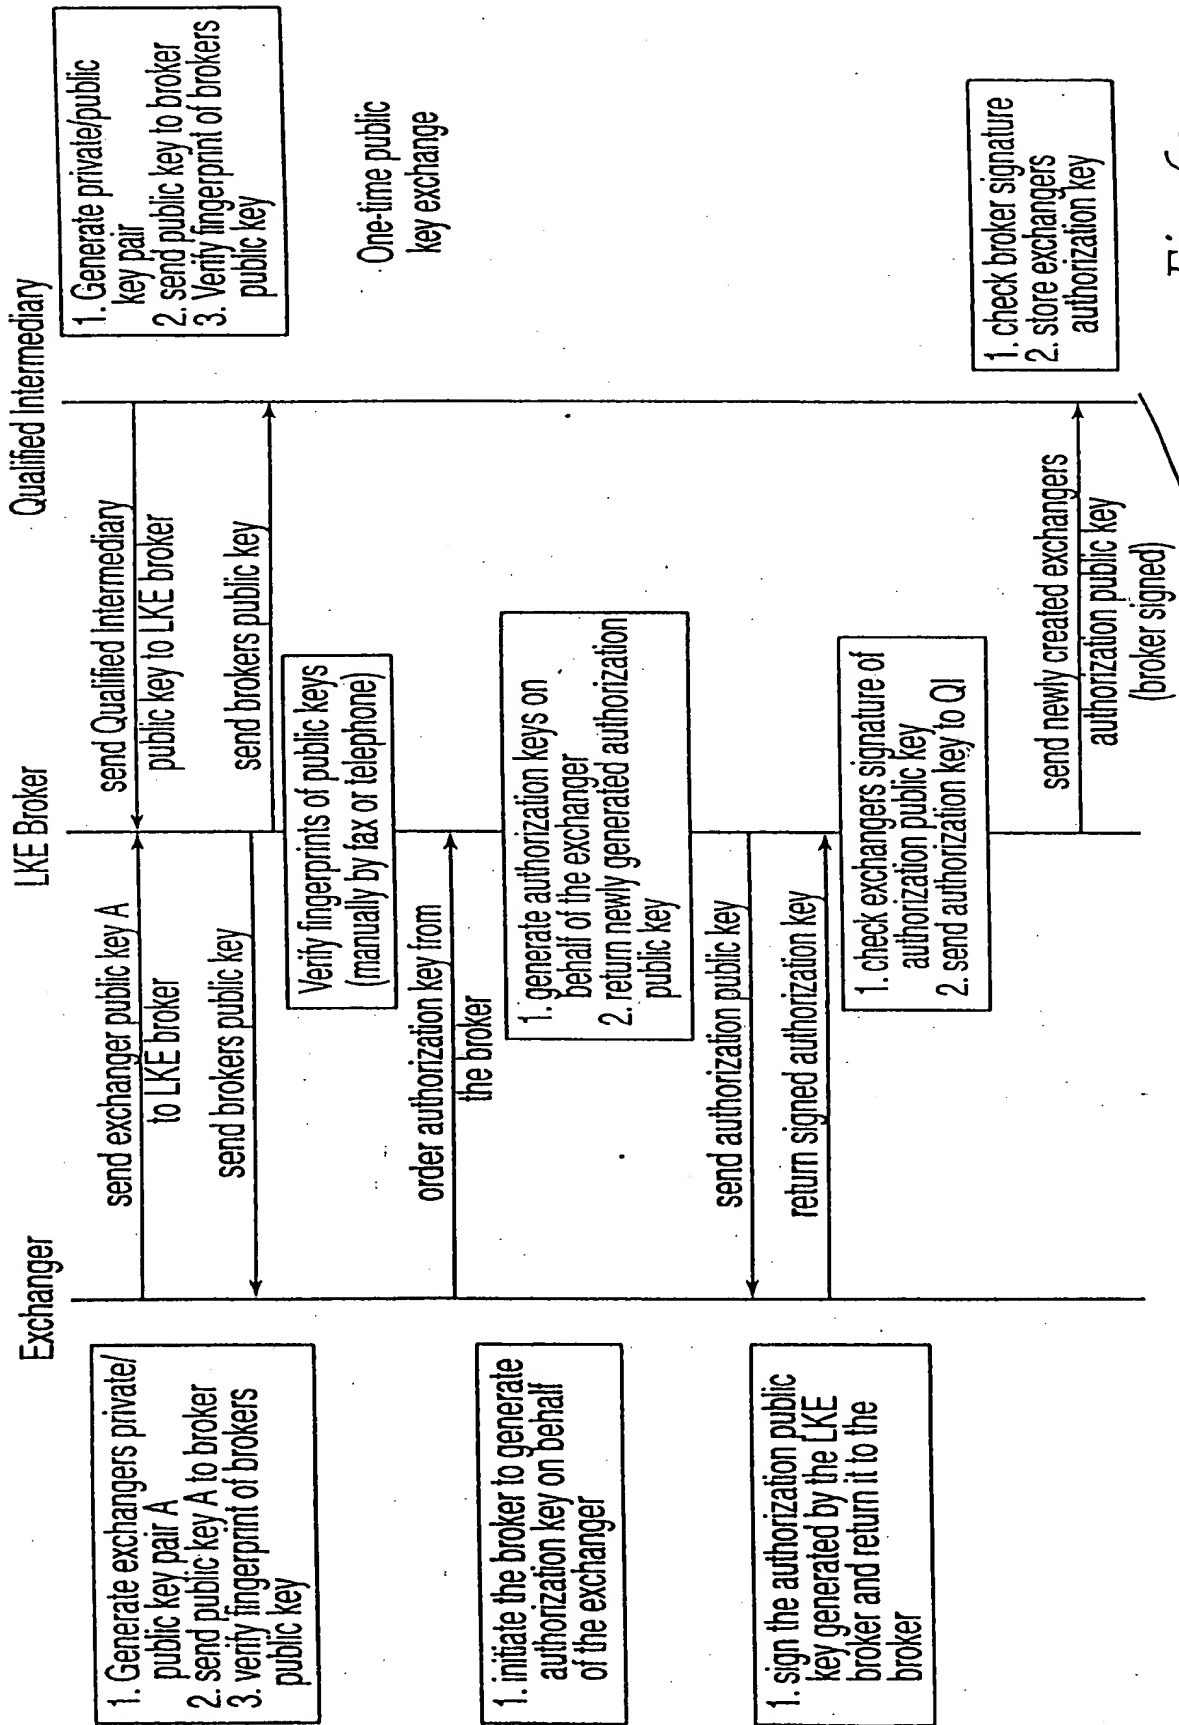 Exchanger
LKE Broker
Qualified Intermediary
1. Generate exchangers private/
public key pair A
2. send public key A to broker
3. verify fingerprint of brokers
public key
send exchanger public key A
to LKE broker
send Qualified Intermediary
public key to LKE broker
1. Generate private/public
key pair
2. send public key to broker
3. Verify fingerprint of brokers
public key
send brokers public key
send brokers public key
Verify fingerprints of public keys
(manually by fax or telephone)
One-time public
key exchange
1. initiate the broker to generate
authorization key on behalf
of the exchanger
order authorization key from
the broker
1. generate authorization keys on
behalf of the exchanger
2. return newly generated authorization
public key
send authorization public key
1. sign the authorization public
key generated by the LKE
broker and return it to the
broker
return signed authorization key
1. check exchangers signature of
authorization public key
2. send authorization key to QI
send newly created exchangers
authorization public key
(broker signed)
1. check broker signature
2. store exchangers
authorization key